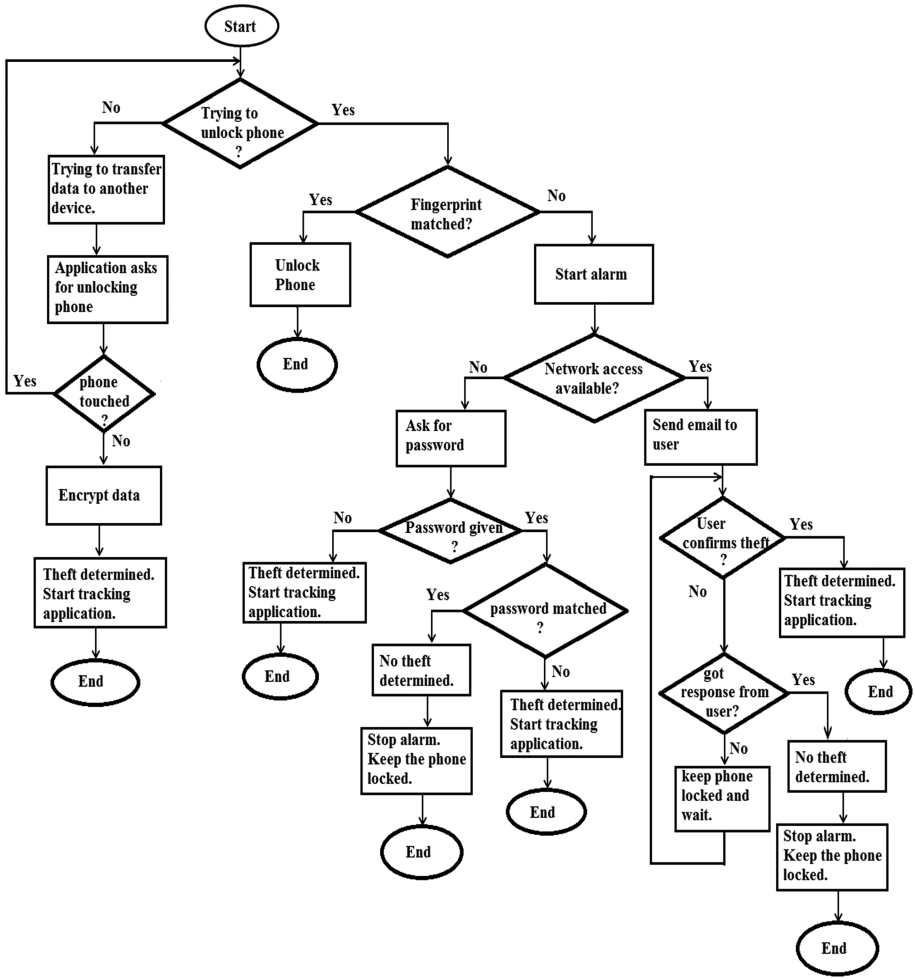 Start
No
Trying to
unlock phone
?
Yes
Trying to transfer
data to another
device.
Application asks
for unlocking
phone
Yes
phone
touched
?
No
Encrypt data
Theft determined.
Start tracking
application.
End
Yes
Fingerprint
matched?
No
Unlock
Phone
End
Start alarm
No
Network access
available?
Yes
Ask for
password
No
Password given
?
Yes
Theft determined.
Start tracking
application.
End
Yes
password matched
?
No theft
determined.
Stop alarm.
Keep the phone
locked.
End
No
Theft determined.
Start tracking
application.
End
Send email to
user
User
confirms theft
?
Yes
Theft determined.
Start tracking
application.
End
No
got
response from
user?
Yes
No
keep phone
locked and
wait.
No theft
determined.
Stop alarm.
Keep the phone
locked.
End